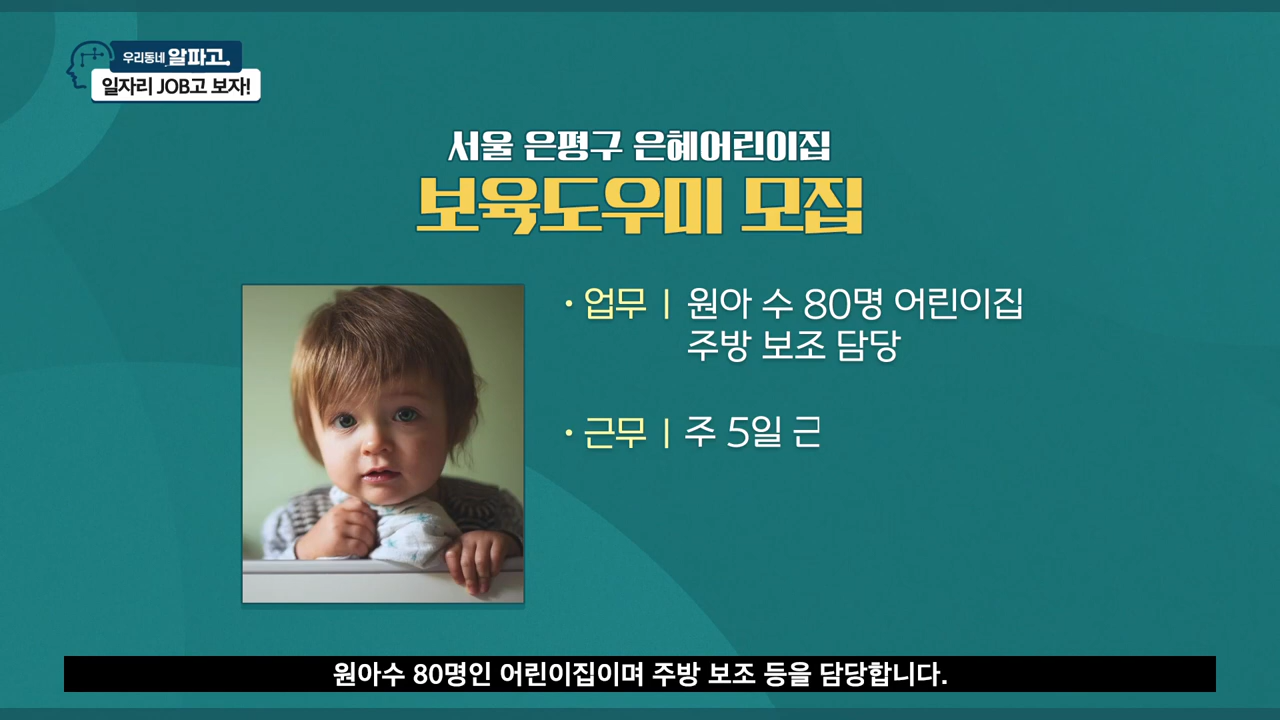 우리동네 알파고.
일자리 JOB고 보자!
서울 은평구 은혜어린이집
보육도우미 모집
· 업무 | 원아 수 80명 어린이집
주방 보조 담당
· 근무 | 주 5일 근
원아수 80명인 어린이집이며 주방 보조 등을 담당합니다.